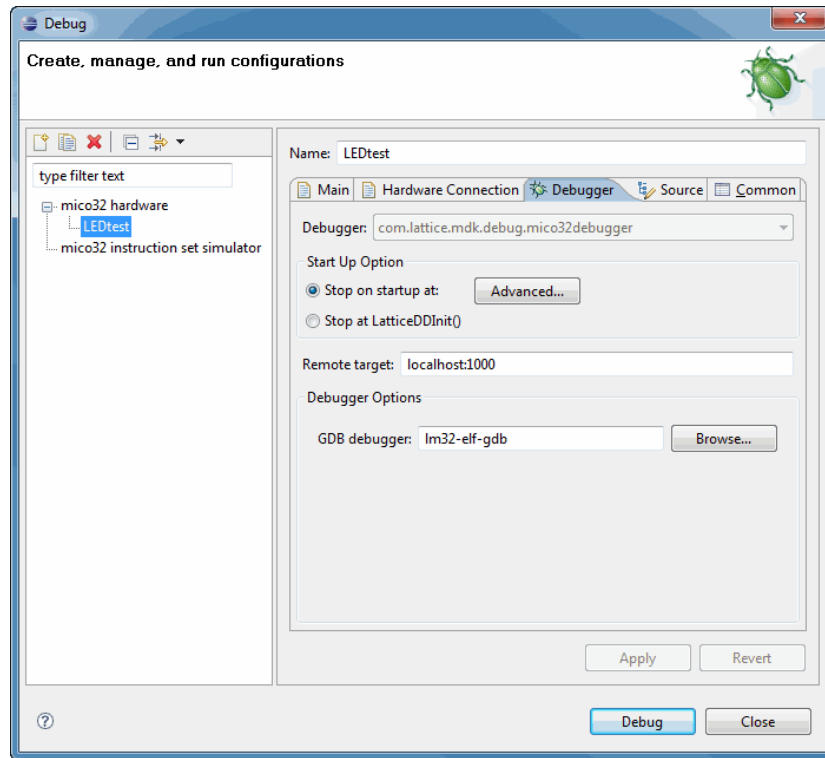 Debug
Create, manage, and run configurations
type filter text
mico32 hardware
LEDtest
mico32 instruction set simulator
Name: LEDtest
Main Hardware Connection Debugger Source Common
Debugger: com.lattice.mdk.debug.mico32debugger
Start Up Option
Stop on startup at: Advanced...
Stop at LatticeDDInit()
Remote target: localhost:1000
Debugger Options
GDB debugger: lm32-elf-gdb Browse...
Apply Revert
Debug Close